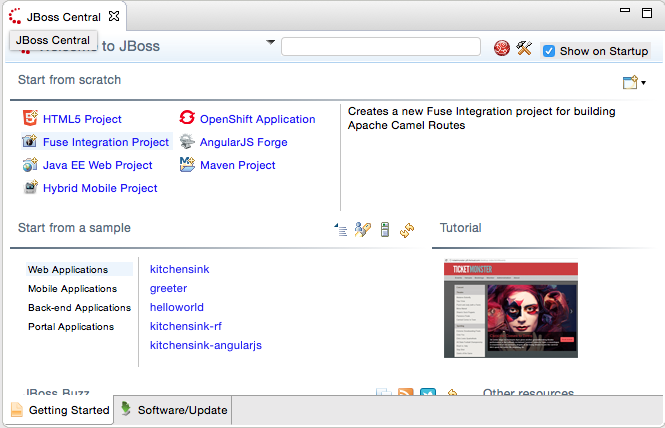 JBoss Central
JBoss Central
to JBoss
Show on Startup
Start from scratch
HTML5 Project
OpenShift Application
Fuse Integration Project
AngularJS Forge
Java EE Web Project
Maven Project
Hybrid Mobile Project
Creates a new Fuse Integration project for building
Apache Camel Routes
Start from a sample
Tutorial
Web Applications
Mobile Applications
Back-end Applications
Portal Applications
kitchensink
greeter
helloworld
kitchensink-rf
kitchensink-angularjs
TICKETMONSTER
JBoss Buzz
Other resources
Getting Started
Software/Update